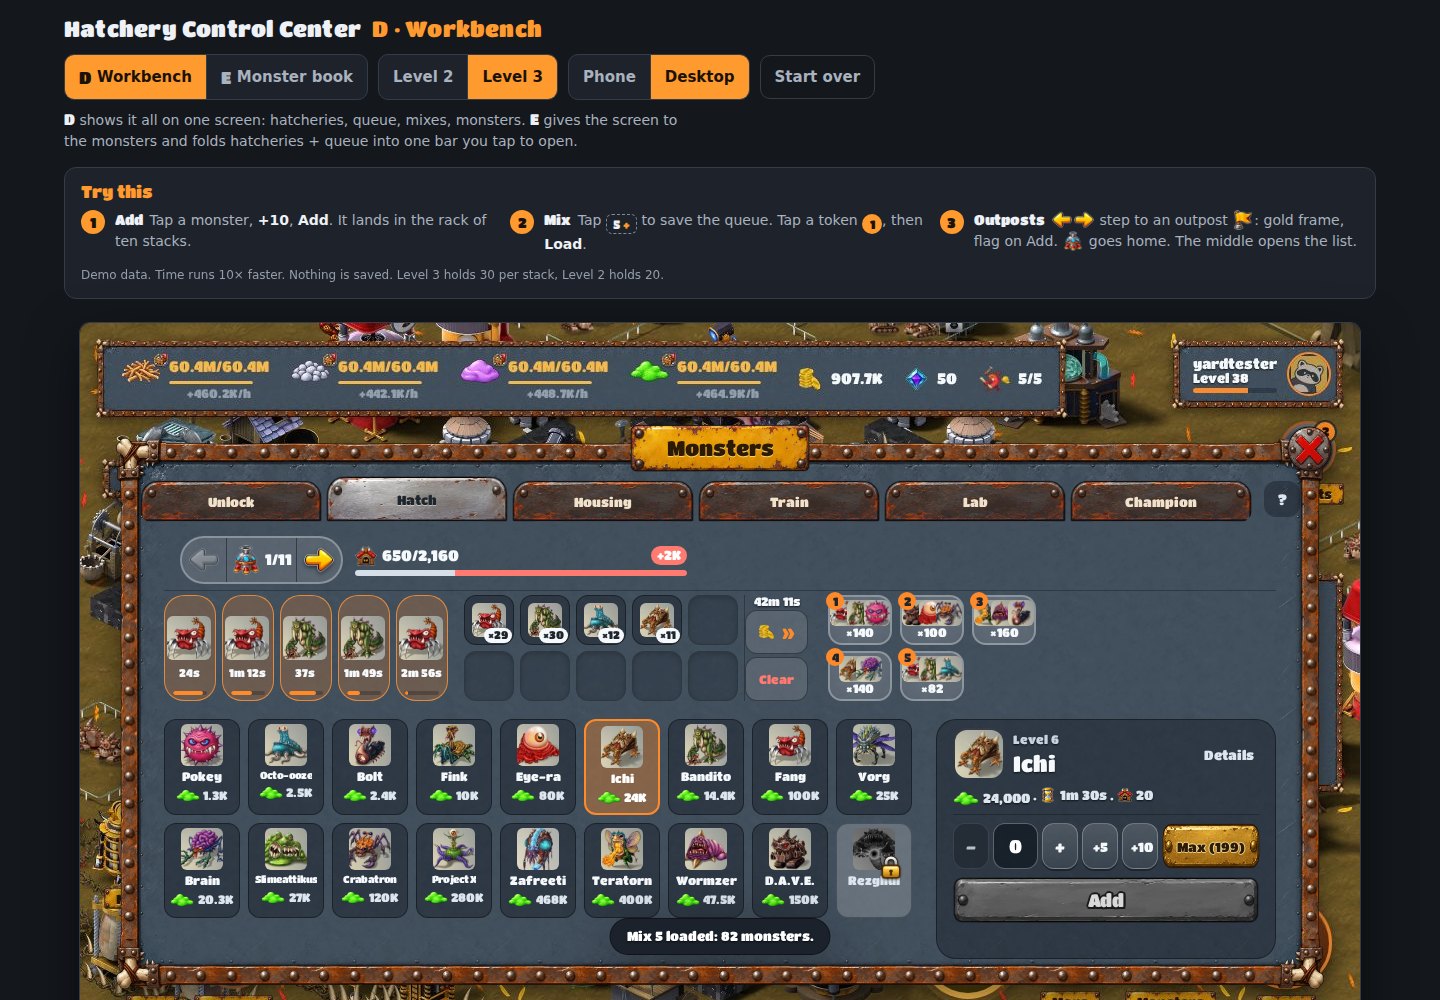 Hatchery Control Center D · Workbench
D Workbench E Monster book Level 2 Level 3 Phone Desktop Start over
D shows it all on one screen: hatcheries, queue, mixes, monsters. E gives the screen to
the monsters and folds hatcheries + queue into one bar you tap to open.
Try this
1 Add Tap a monster, +10, Add. It lands in the rack of
ten stacks.
2 Mix Tap 5 + to save the queue. Tap a token 1, then
Load.
3 Outposts step to an outpost : gold frame,
flag on Add. goes home. The middle opens the list.
Demo data. Time runs 10× faster. Nothing is saved. Level 3 holds 30 per stack, Level 2 holds 20.
60.4M/60.4M 60.4M/60.4M 60.4M/60.4M 60.4M/60.4M 907.7K 50 5/5
+460.2K/h +442.1K/h +448.7K/h +464.9K/h
yardtester
Level 38
Monsters
Unlock Hatch Housing Train Lab Champion ?
1/11 650/2,160 +2K
24s 1m 12s 37s 1m 49s 2m 56s
×29 ×30 ×12 ×11
42m 11s
Clear
1 ×140 2 ×100 3 ×160
4 ×140 5 ×82
Pokey Octo-ooze Bolt Fink Eye-ra Ichi Bandito Fang Vorg
1.3K 2.5K 2.4K 10K 80K 24K 14.4K 100K 25K
Brain Slimeattikus Crabatron Project X Zafreeti Teratorn Wormzer D.A.V.E.
20.3K 27K 120K 280K 468K 400K 47.5K 150K
Level 6
Ichi
Details
24,000 · 1m 30s · 20
− 0 + +5 +10 Max (199)
Add
Mix 5 loaded: 82 monsters.